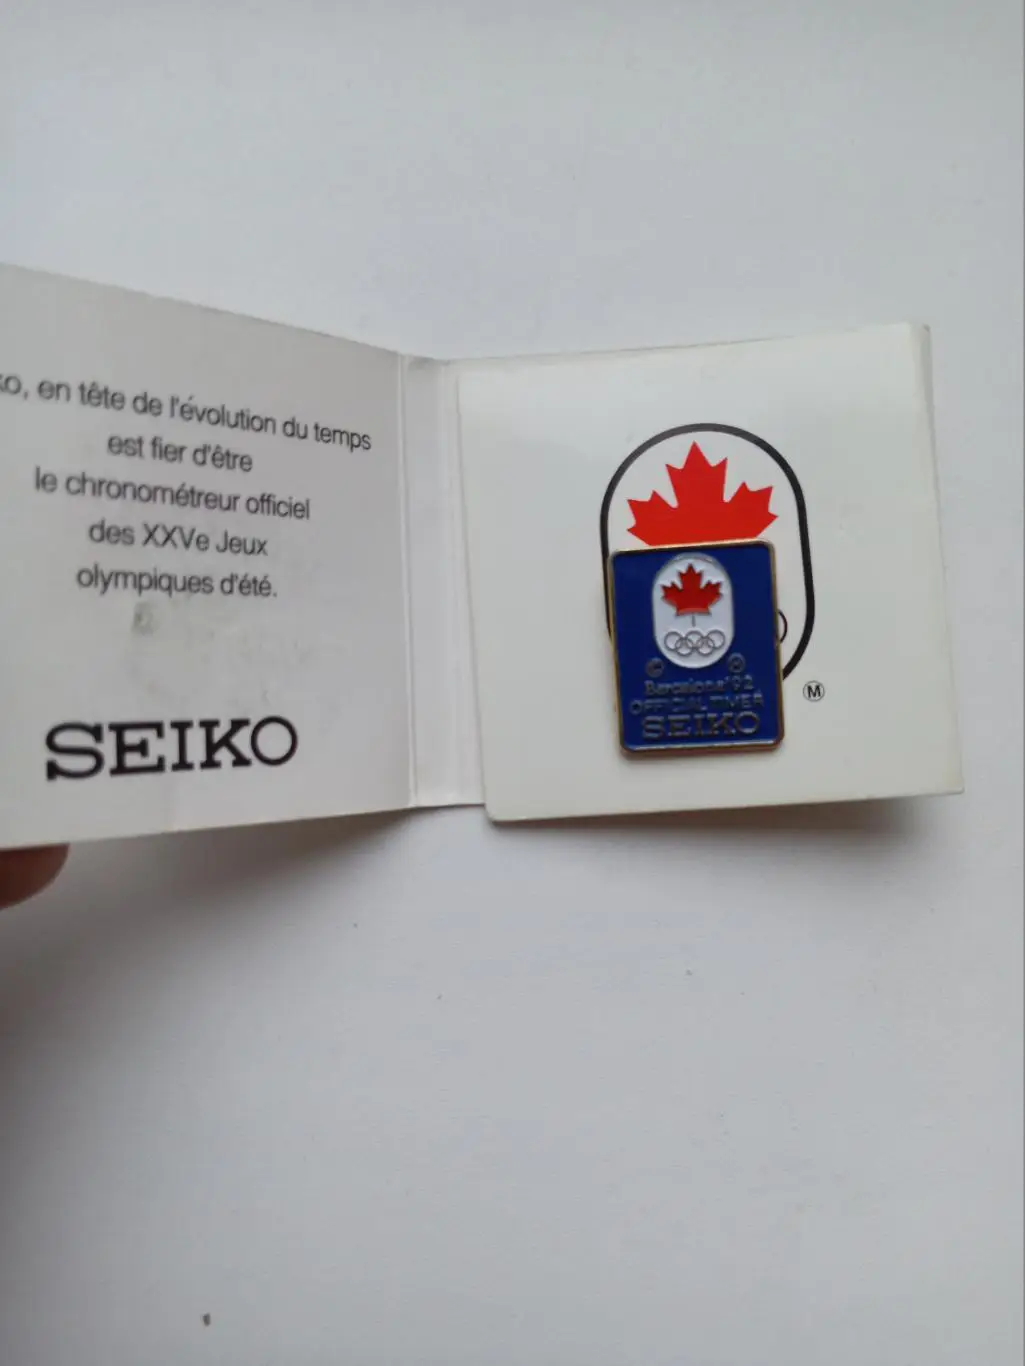 ko, en tête de l'évolution du temps
est fier d'être
le chronométreur officiel
des XXVe Jeux
olympiques d'été.
SEIKO
M
Barcelona '92
OFFICIAL TIMER
SEIKO